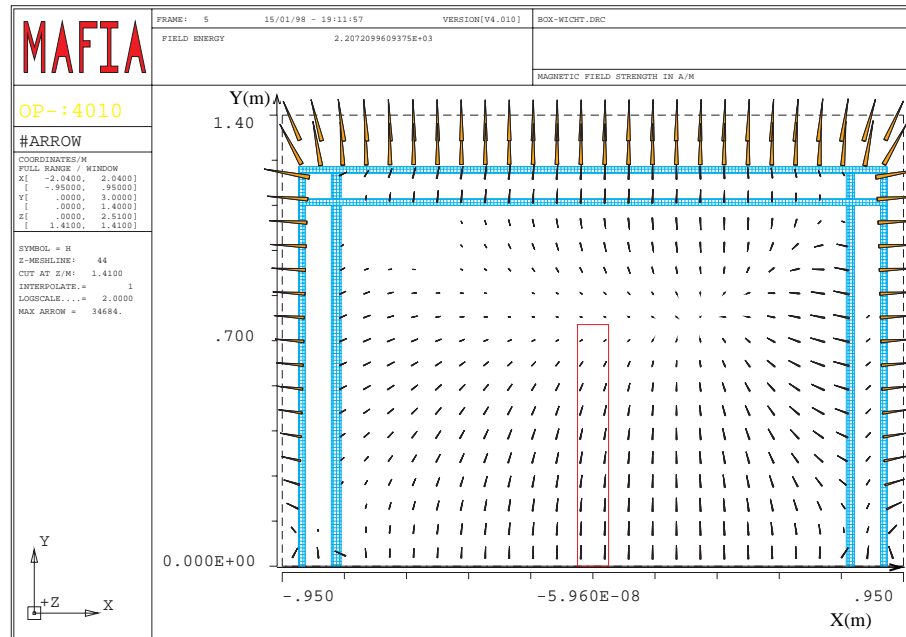 MAFIA
FRAME: 5 15/01/98 - 19:11:57 VERSION[V4.010] BOX-WICHT.DRC
FIELD ENERGY 2.2072099609375E+03
MAGNETIC FIELD STRENGTH IN A/M
OP-:4010
#ARROW
COORDINATES/M
FULL RANGE / WINDOW
X[ -2.0400, 2.0400]
[ -.95000, .95000]
Y[ .0000, 3.0000]
[ .0000, 1.4000]
Z[ .0000, 2.5100]
[ 1.4100, 1.4100]
SYMBOL = H
Z-MESHLINE: 44
CUT AT Z/M: 1.4100
INTERPOLATE.= 1
LOGSCALE....= 2.0000
MAX ARROW = 34684.
Y
+Z X
Y(m)
1.40
.700
0.000E+00
-.950 -5.960E-08 .950
X(m)